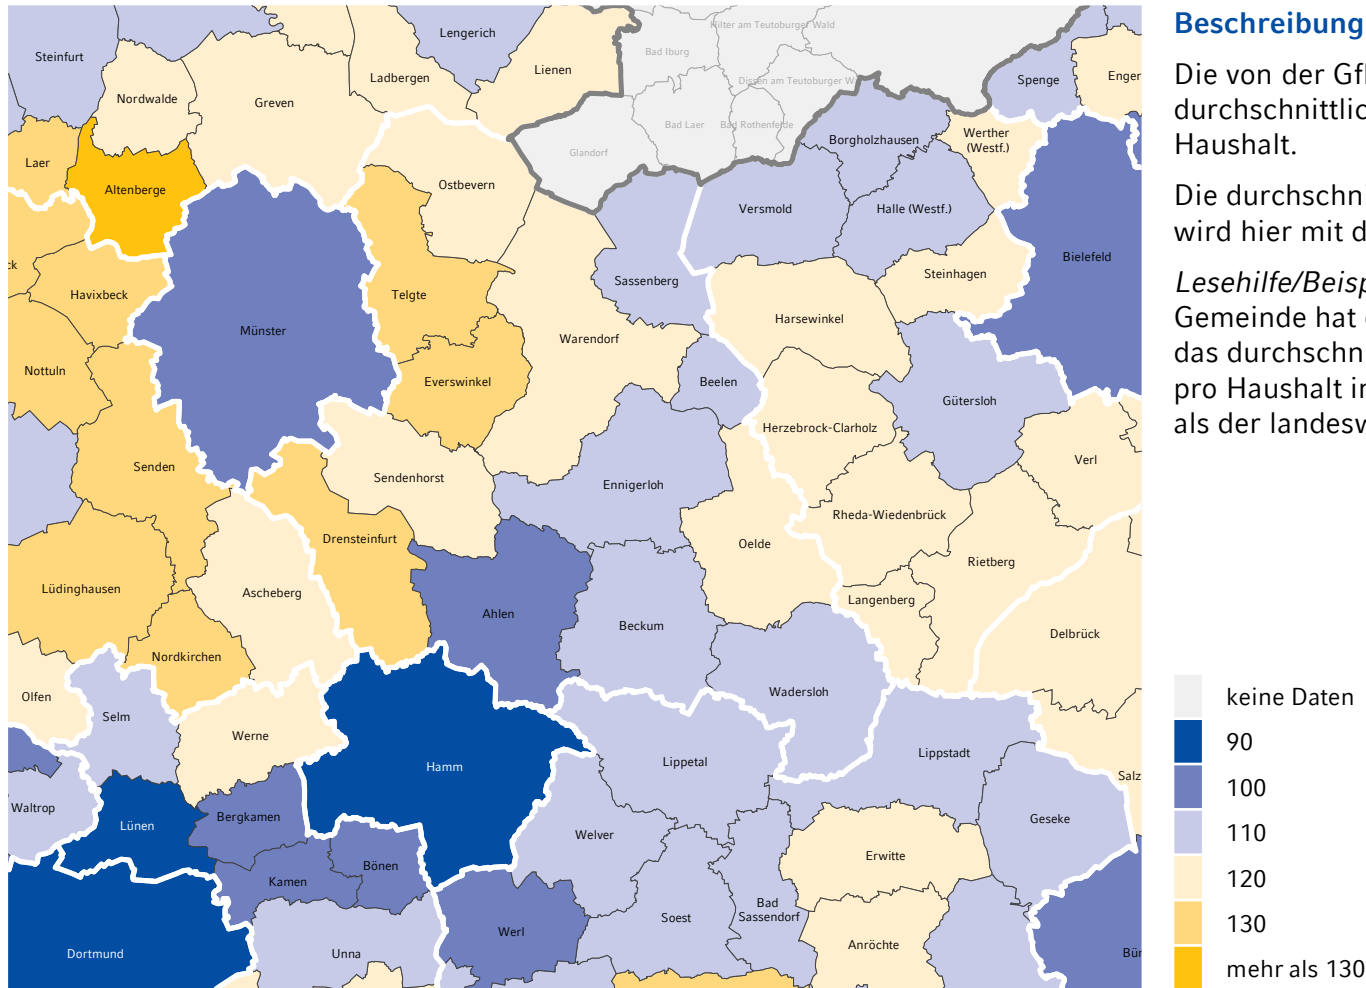 Steinfurt
Lengerich
Hilter am Teutoburger Wald
Bad Iburg
Lienen
Ladbergen
Nordwalde
Greven
Dissen am Teutoburger W
Spenge
Enger
Laer
Altenberge
Ostbevern
Glandorf
Bad Laer
Bad Rothenfelde
Borgholzhausen
Werther
(Westf.)
Versmold
Halle (Westf.)
Bielefeld
ck
Havixbeck
Telgte
Sassenberg
Steinhagen
Münster
Warendorf
Harsewinkel
Nottuln
Everswinkel
Beelen
Gütersloh
Herzebrock-Clarholz
Senden
Sendenhorst
Ennigerloh
Verl
Rheda-Wiedenbrück
Drensteinfurt
Oelde
Rietberg
Lüdinghausen
Ascheberg
Ahlen
Beckum
Langenberg
Delbrück
Nordkirchen
Olfen
Selm
Wadersloh
Werne
Hamm
Lippetal
Lippstadt
Salz
Waltrop
Lünen
Bergkamen
Welver
Geseke
Bönen
Kamen
Erwitte
Soest
Bad
Sassendorf
Werl
Dortmund
Unna
Anröchte
Bür
Beschreibung
Die von der Gf
durchschnittlic
Haushalt.
Die durchschn
wird hier mit d
Lesehilfe/Beisp
Gemeinde hat
das durchschn
pro Haushalt i
als der landesw
keine Daten
90
100
110
120
130
mehr als 130